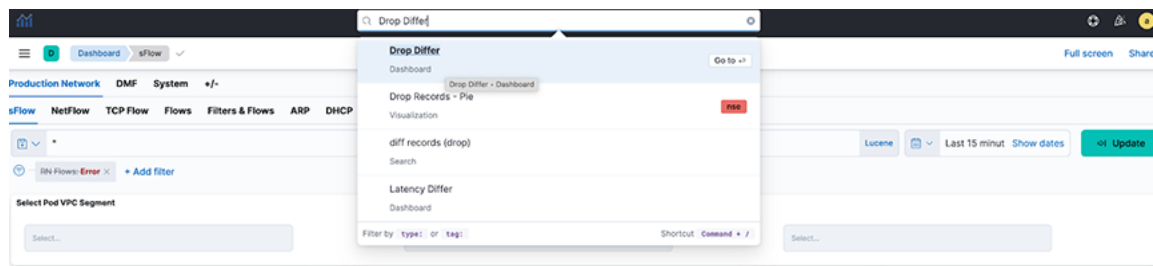 Drop Differ
D Dashboard sFlow
Full screen Share
Drop Differ
Dashboard
Go to
Drop Differ - Dashboard
Production Network DMF System +/-
Drop Records - Pie
Visualization
nse
sFlow NetFlow TCP Flow Flows Filters & Flows ARP DHCP
* 
diff records (drop)
Search
Lucene Last 15 minut Show dates Update
RN-Flows: Error × + Add filter
Latency Differ
Dashboard
Select Pod VPC Segment
Filter by type: or tag: Shortcut Command + /
Select... Select...